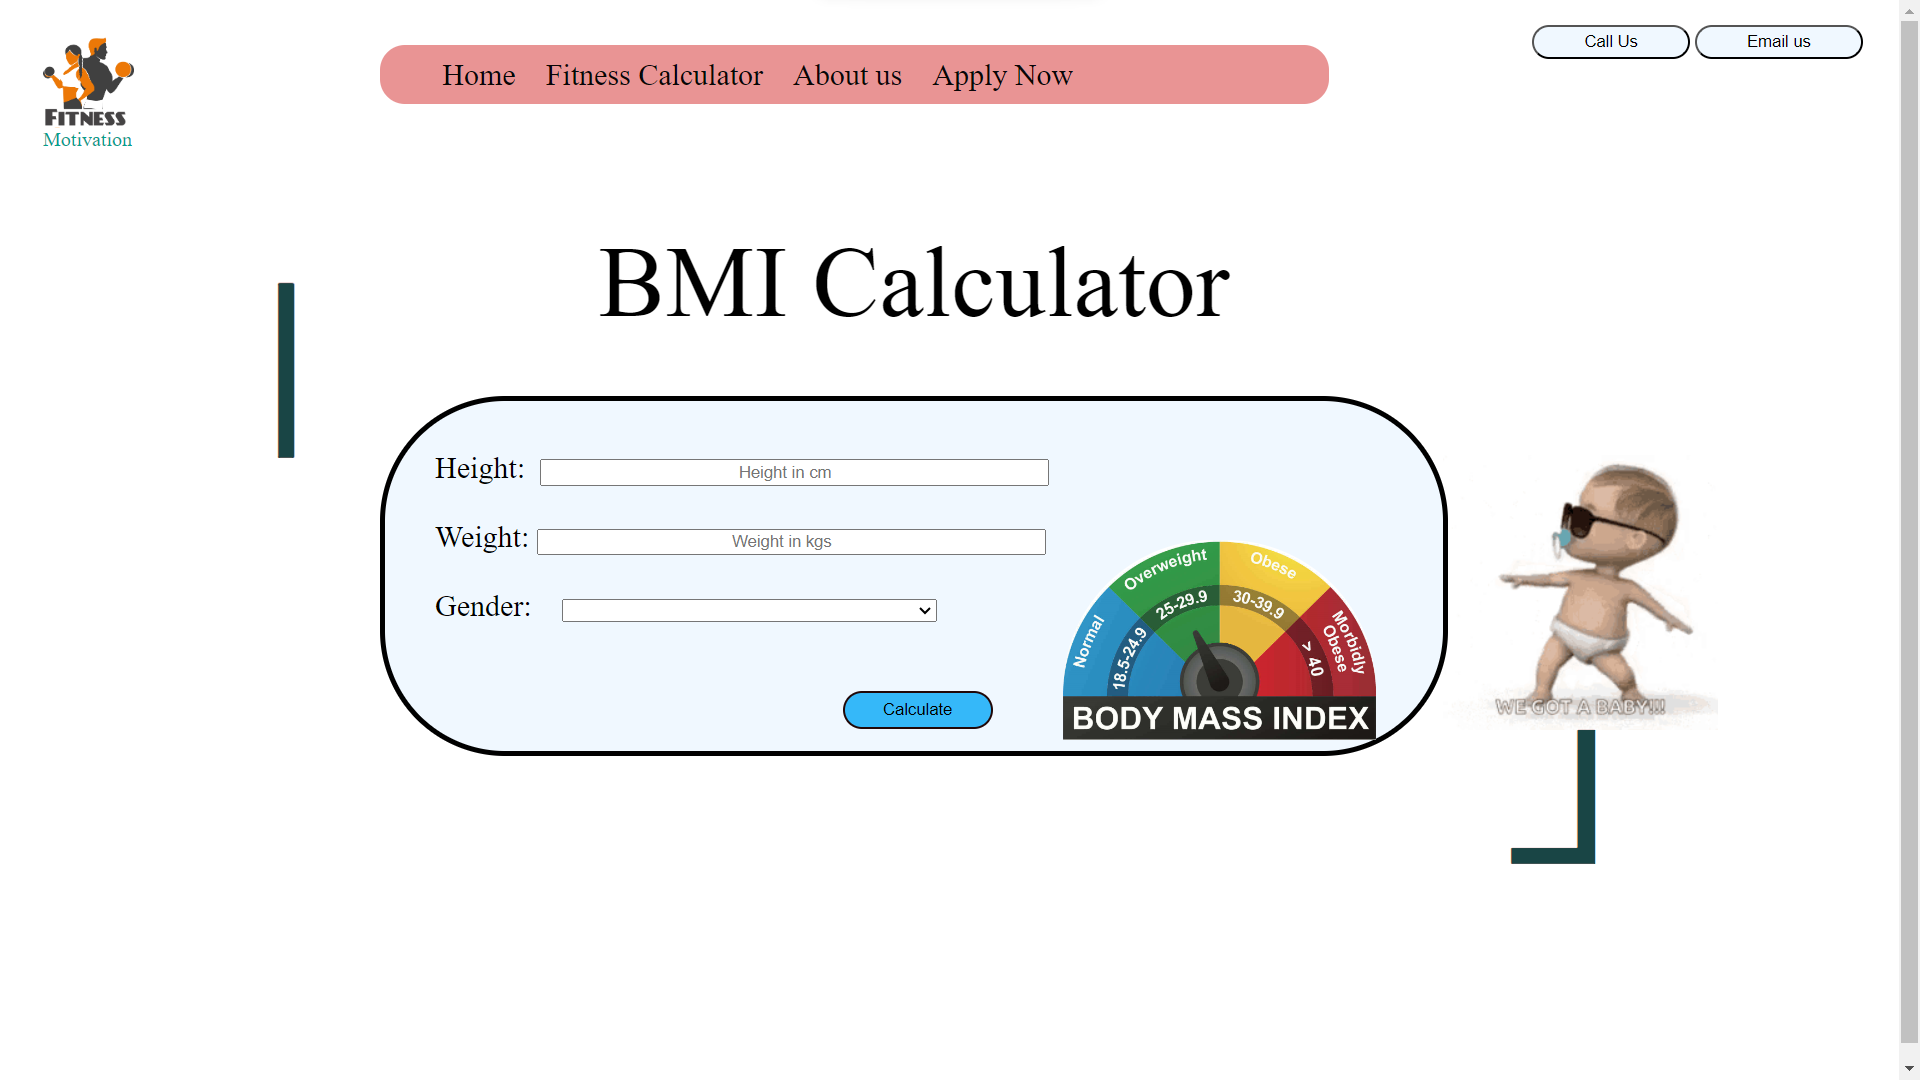 FITNESS
Motivation
Home Fitness Calculator About us Apply Now
Call Us Email us
BMI Calculator
Height: Height in cm
Weight: Weight in kgs
Gender:
Calculate
Normal 18.5-24.9
Overweight 25-29.9
Obese 30-39.9
Morbidly Obese > 40
BODY MASS INDEX
WE GOT A BABY!!!